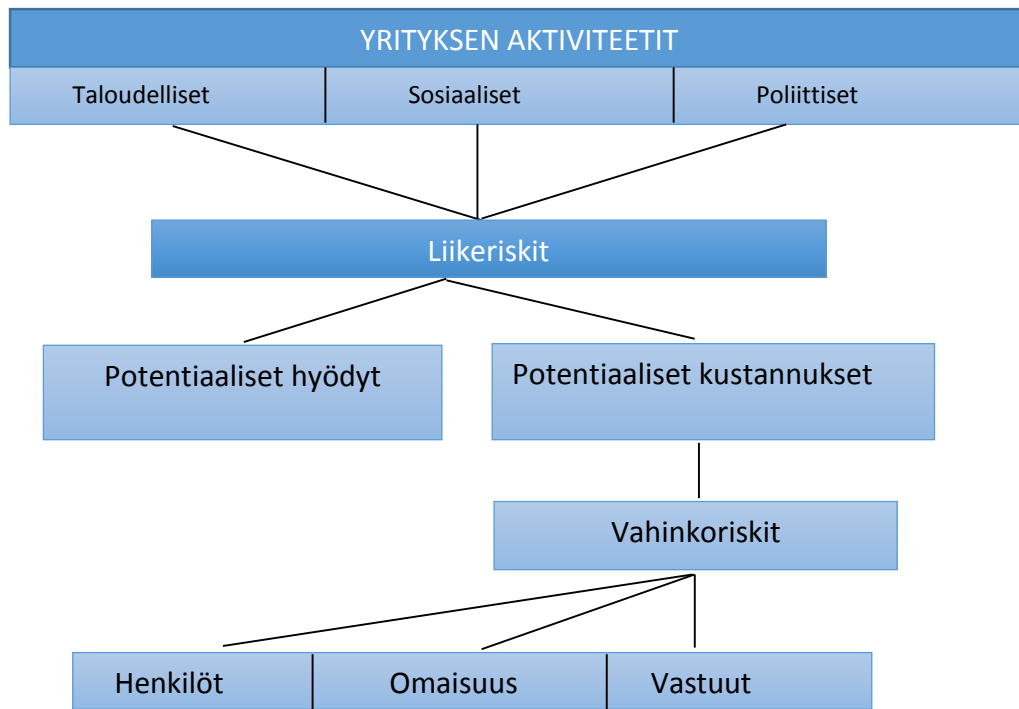 YRITYKSEN AKTIVITEETIT
Taloudelliset Sosiaaliset Poliittiset
Liikeriskit
Potentiaaliset hyödyt Potentiaaliset kustannukset
Vahinkoriskit
Henkilöt Omaisuus Vastuut